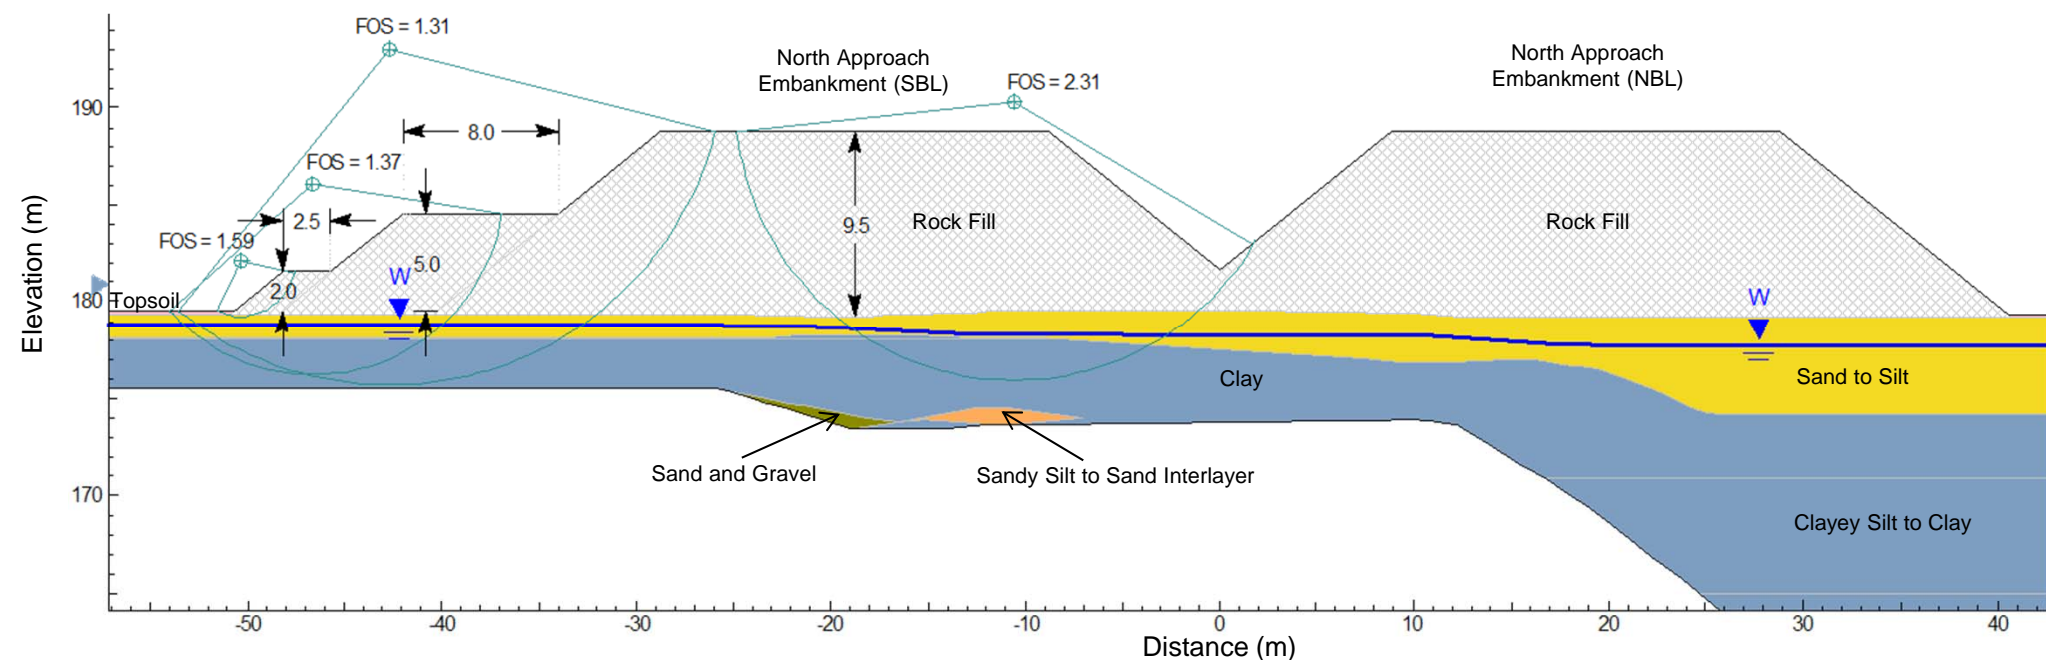 FOS = 1.31
North Approach
Embankment (SBL)
North Approach
Embankment (NBL)
FOS = 2.31
190
8.0
FOS = 1.37
2.5
FOS = 1.59
9.5
Rock Fill
Rock Fill
W
5.0
2.0
Topsoil
180
W
Elevation (m)
Clay
Sand to Silt
Sand and Gravel
Sandy Silt to Sand Interlayer
170
Clayey Silt to Clay
-50
-40
-30
-20
-10
0
10
20
30
40
Distance (m)